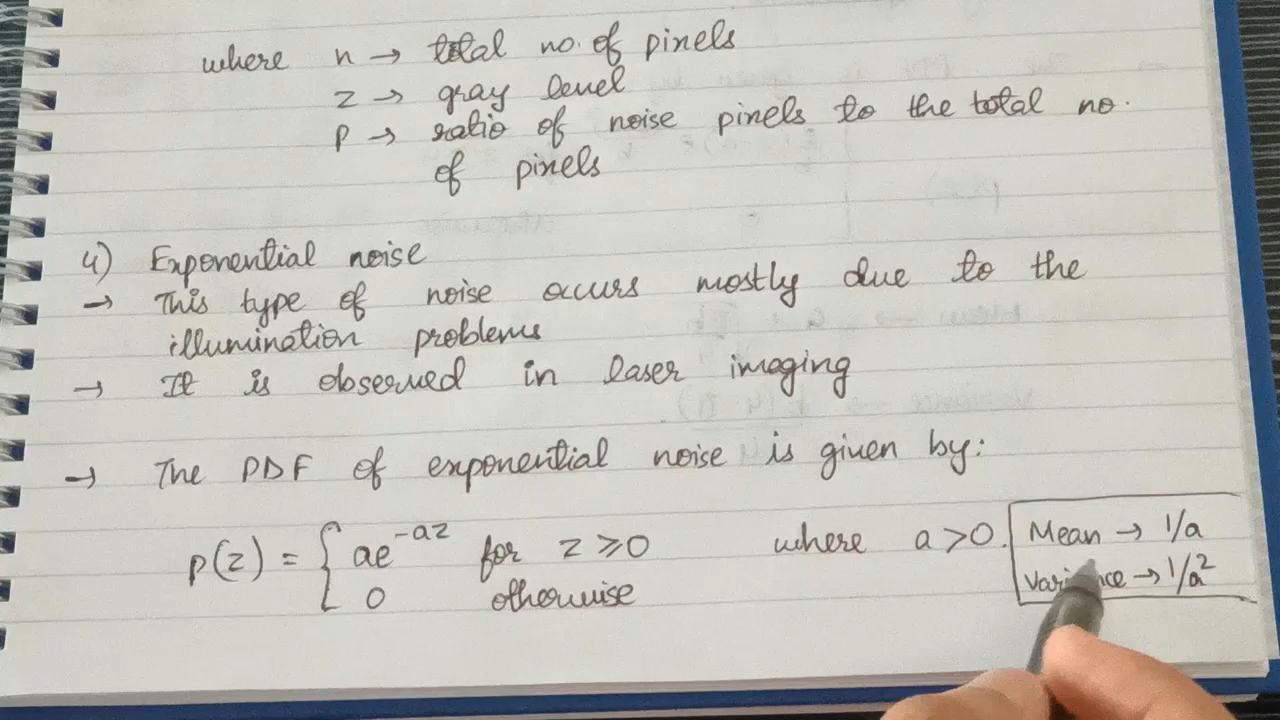 where n → total no. of pixels
z → gray level
p → ratio of noise pixels to the total no.
of pixels
4) Exponential noise
→ This type of noise occurs mostly due to the
illumination problems
→ It is observed in laser imaging
→ The PDF of exponential noise is given by:
p(z) = { ae^-az for z ≥ 0 where a > 0. Mean → 1/a
0 otherwise Variance → 1/a²